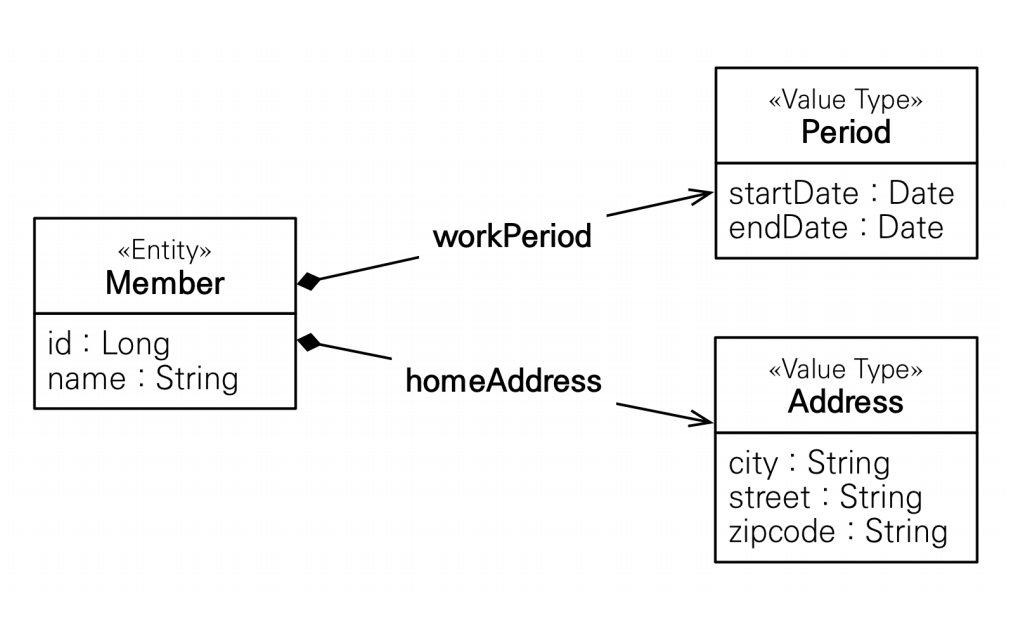 «Entity»
Member
id : Long
name : String
workPeriod
homeAddress
«Value Type»
Period
startDate : Date
endDate : Date
«Value Type»
Address
city : String
street : String
zipcode : String